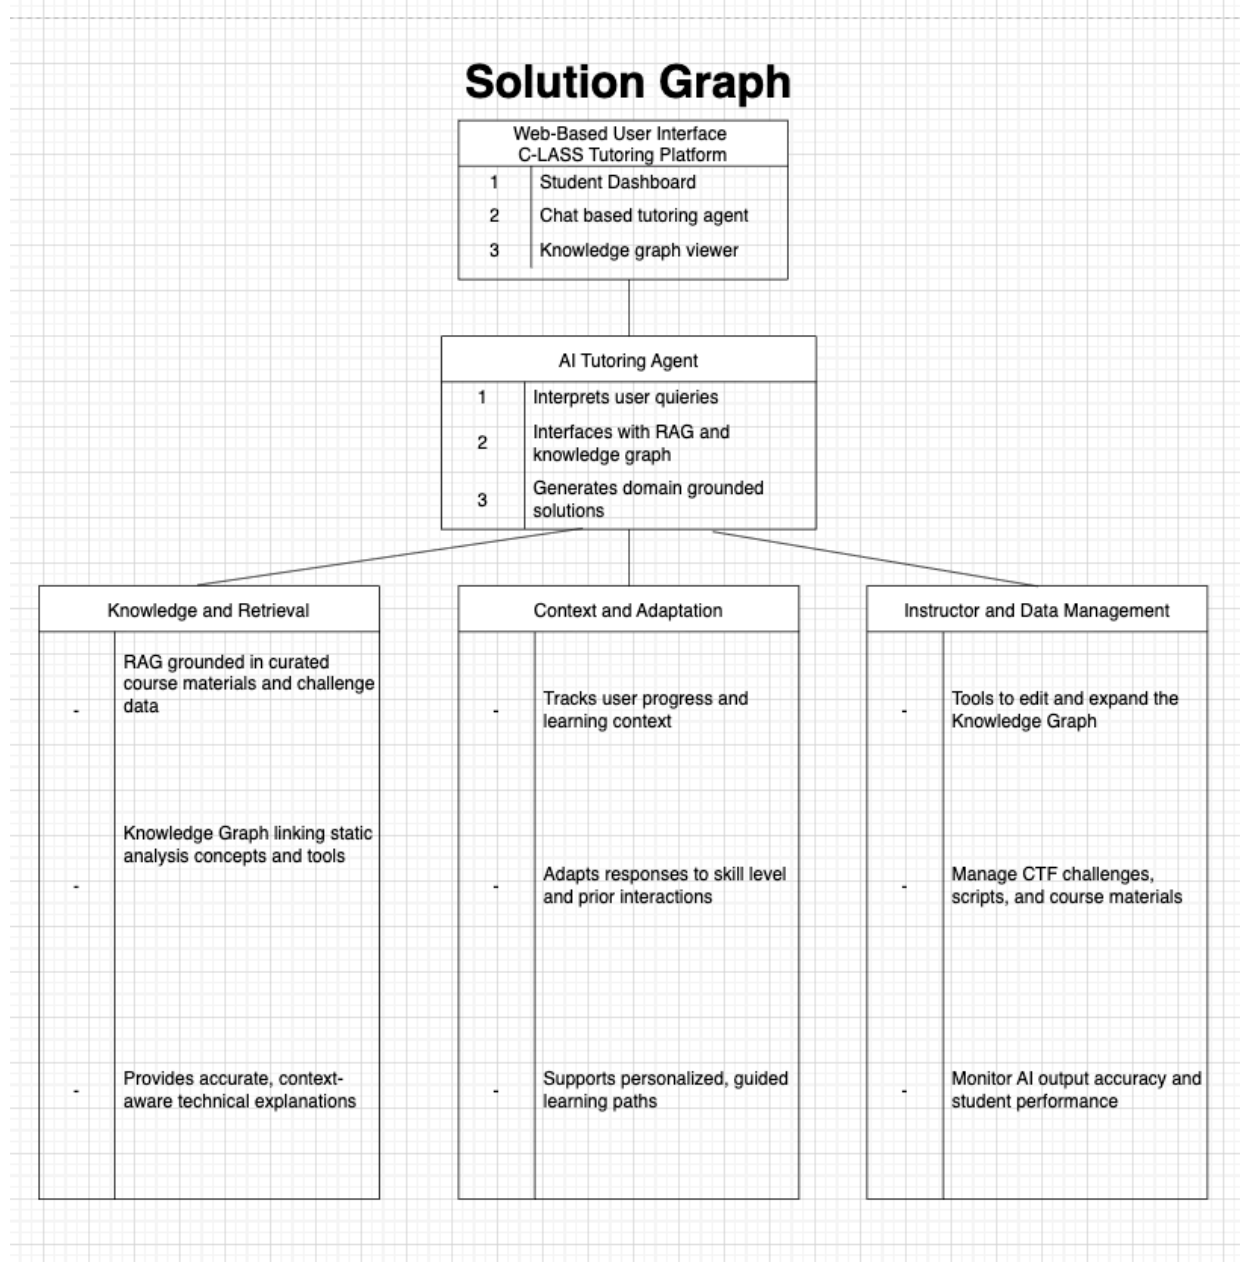 Solution Graph
Web-Based User Interface
C-LASS Tutoring Platform
1 Student Dashboard
2 Chat based tutoring agent
3 Knowledge graph viewer
AI Tutoring Agent
1 Interprets user quieries
2 Interfaces with RAG and
knowledge graph
3 Generates domain grounded
solutions
Knowledge and Retrieval
- RAG grounded in curated
course materials and challenge
data
- Knowledge Graph linking static
analysis concepts and tools
- Provides accurate, context-
aware technical explanations
Context and Adaptation
- Tracks user progress and
learning context
- Adapts responses to skill level
and prior interactions
- Supports personalized, guided
learning paths
Instructor and Data Management
- Tools to edit and expand the
Knowledge Graph
- Manage CTF challenges,
scripts, and course materials
- Monitor AI output accuracy and
student performance